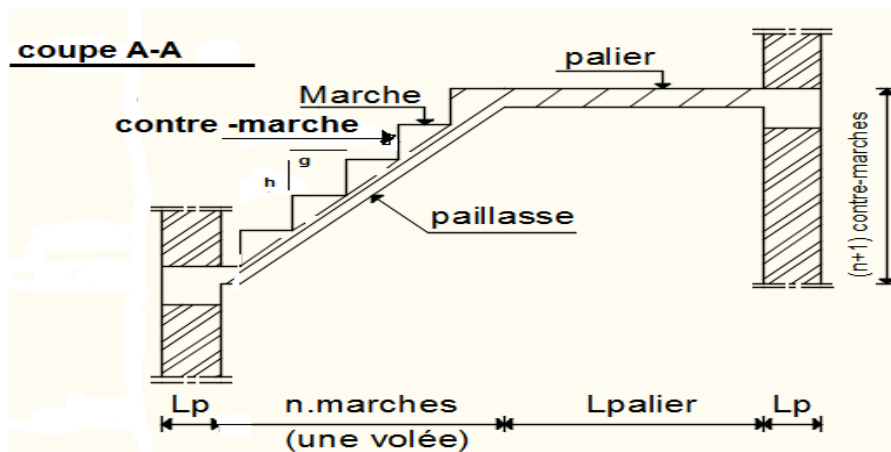 coupe A-A
palier
Marche
contre -marche
g
h
paillasse
(n+1) contre-marches
Lp n.marches Lpalier Lp
(une volée)